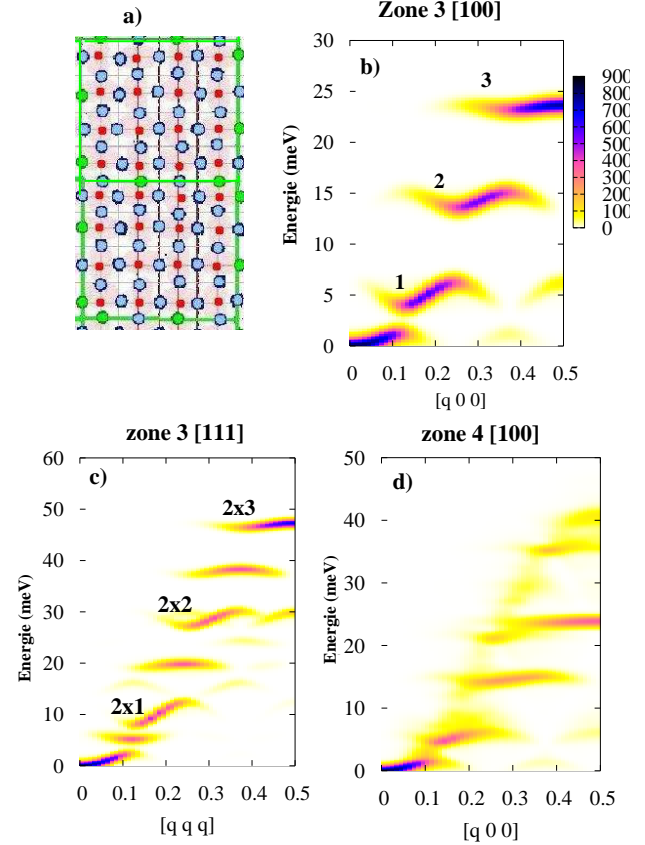 a)
Zone 3 [100]
b)
30
25
20
15
10
5
0
Energie (meV)
3
2
1
0 0.1 0.2 0.3 0.4 0.5
[q 0 0]
900
800
700
600
500
400
300
200
100
0
zone 3 [111]
c)
60
50
40
30
20
10
0
Energie (meV)
2x3
2x2
2x1
0 0.1 0.2 0.3 0.4 0.5
[q q q]
zone 4 [100]
d)
50
40
30
20
10
0
Energie (meV)
0 0.1 0.2 0.3 0.4 0.5
[q 0 0]